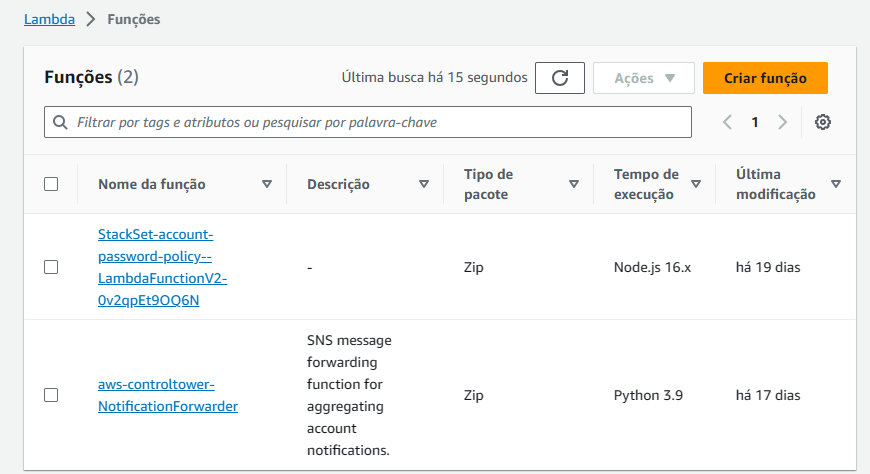 Lambda > Funções
Funções (2)
Última busca há 15 segundos
Ações
Criar função
Filtrar por tags e atributos ou pesquisar por palavra-chave
1
Nome da função
Descrição
Tipo de
pacote
Tempo de
execução
Última
modificação
StackSet-account-
password-policy--
LambdaFunctionV2-
0v2qpEt9OQ6N
-
Zip
Node.js 16.x
há 19 dias
aws-controltower-
NotificationForwarder
SNS message
forwarding
function for
aggregating
account
notifications.
Zip
Python 3.9
há 17 dias